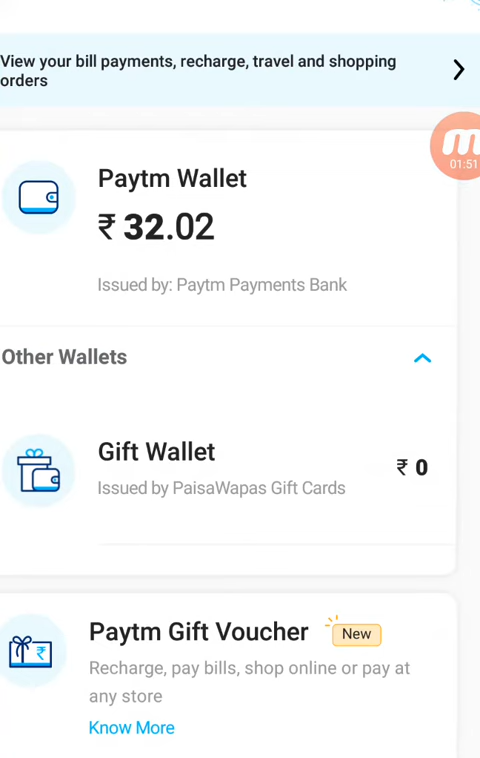 View your bill payments, recharge, travel and shopping
orders
01:51
Paytm Wallet
₹ 32.02
Issued by: Paytm Payments Bank
Other Wallets
Gift Wallet
₹ 0
Issued by PaisaWapas Gift Cards
Paytm Gift Voucher New
Recharge, pay bills, shop online or pay at
any store
Know More